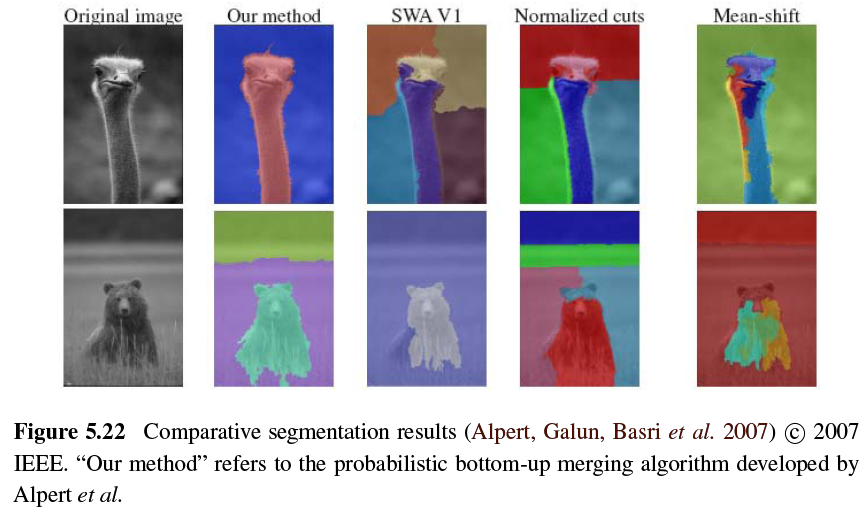 Original image Our method SWA V1 Normalized cuts Mean-shift
Figure 5.22 Comparative segmentation results (Alpert, Galun, Basri et al. 2007) © 2007
IEEE. “Our method” refers to the probabilistic bottom-up merging algorithm developed by
Alpert et al.